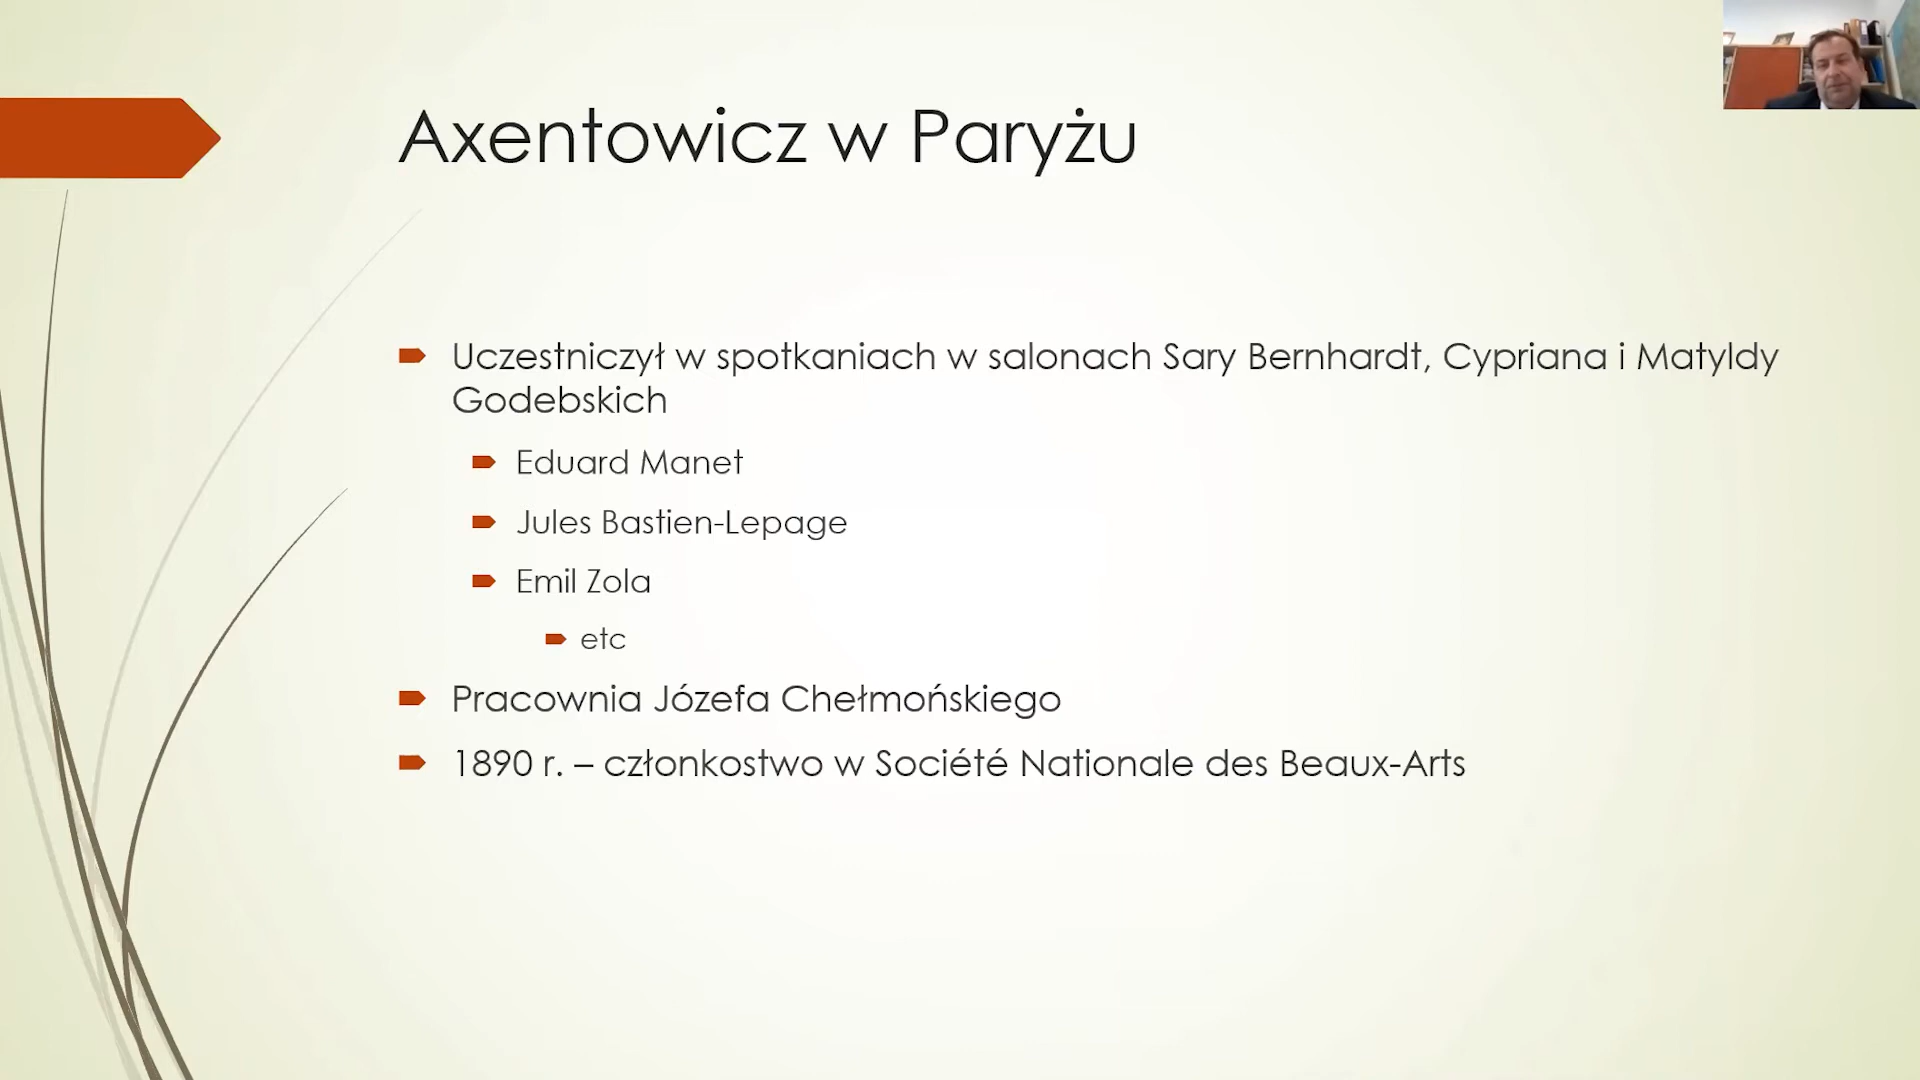 Axentowicz w Paryżu
Uczestniczył w spotkaniach w salonach Sary Bernhardt, Cypriana i Matyldy
Godebskich
Eduard Manet
Jules Bastien-Lepage
Emil Zola
etc
Pracownia Józefa Chełmońskiego
1890 r. – członkostwo w Société Nationale des Beaux-Arts